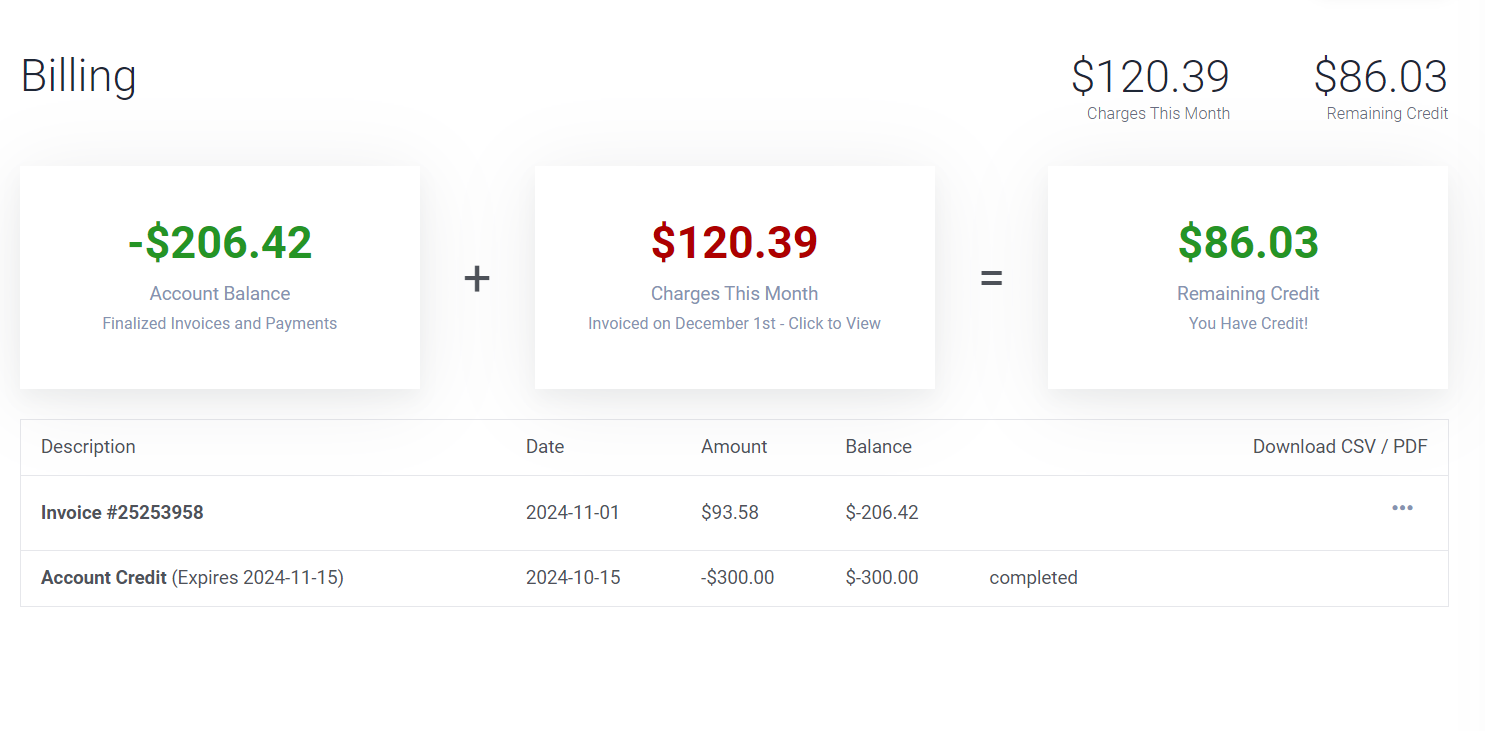 Billing
$120.39 $86.03
Charges This Month Remaining Credit
-$206.42 + $120.39 = $86.03
Account Balance Charges This Month Remaining Credit
Finalized Invoices and Payments Invoiced on December 1st - Click to View You Have Credit!
Description Date Amount Balance Download CSV / PDF
Invoice #25253958 2024-11-01 $93.58 $-206.42 •••
Account Credit (Expires 2024-11-15) 2024-10-15 -$300.00 $-300.00 completed